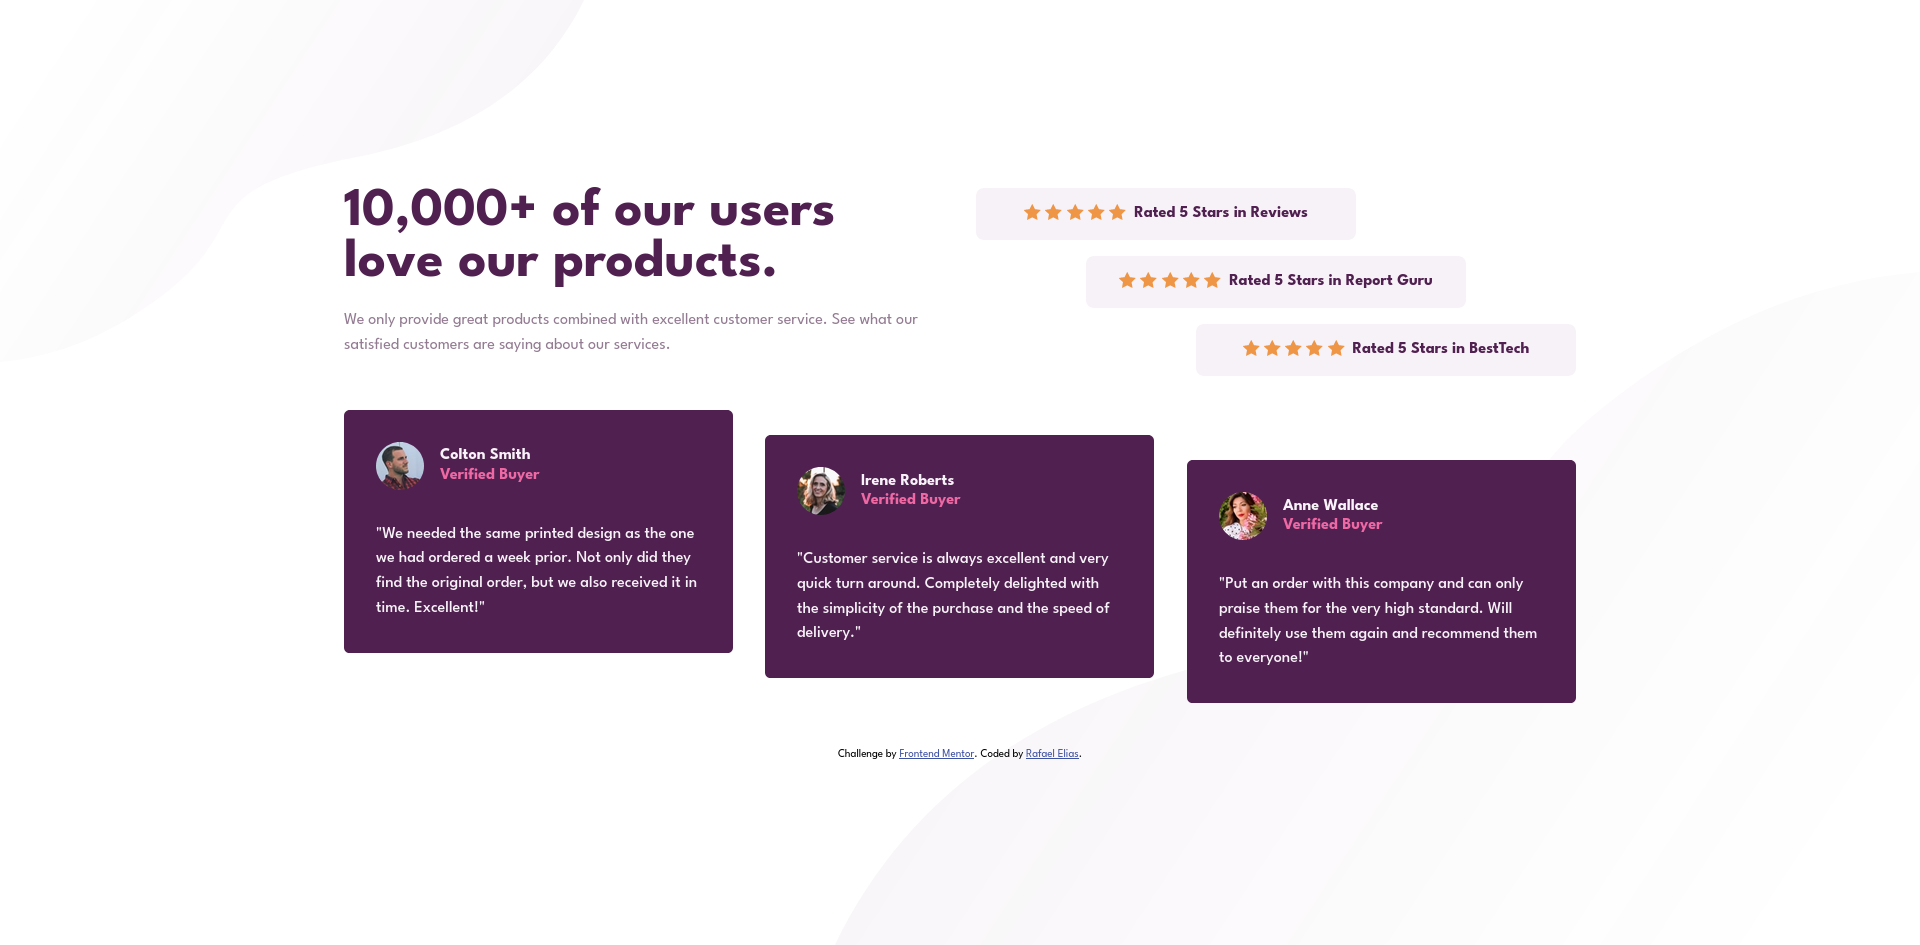 10,000+ of our users
love our products.
We only provide great products combined with excellent customer service. See what our
satisfied customers are saying about our services.
Rated 5 Stars in Reviews
Rated 5 Stars in Report Guru
Rated 5 Stars in BestTech
Colton Smith
Verified Buyer
"We needed the same printed design as the one
we had ordered a week prior. Not only did they
find the original order, but we also received it in
time. Excellent!"
Irene Roberts
Verified Buyer
"Customer service is always excellent and very
quick turn around. Completely delighted with
the simplicity of the purchase and the speed of
delivery."
Anne Wallace
Verified Buyer
"Put an order with this company and can only
praise them for the very high standard. Will
definitely use them again and recommend them
to everyone!"
Challenge by Frontend Mentor. Coded by Rafael Elias.